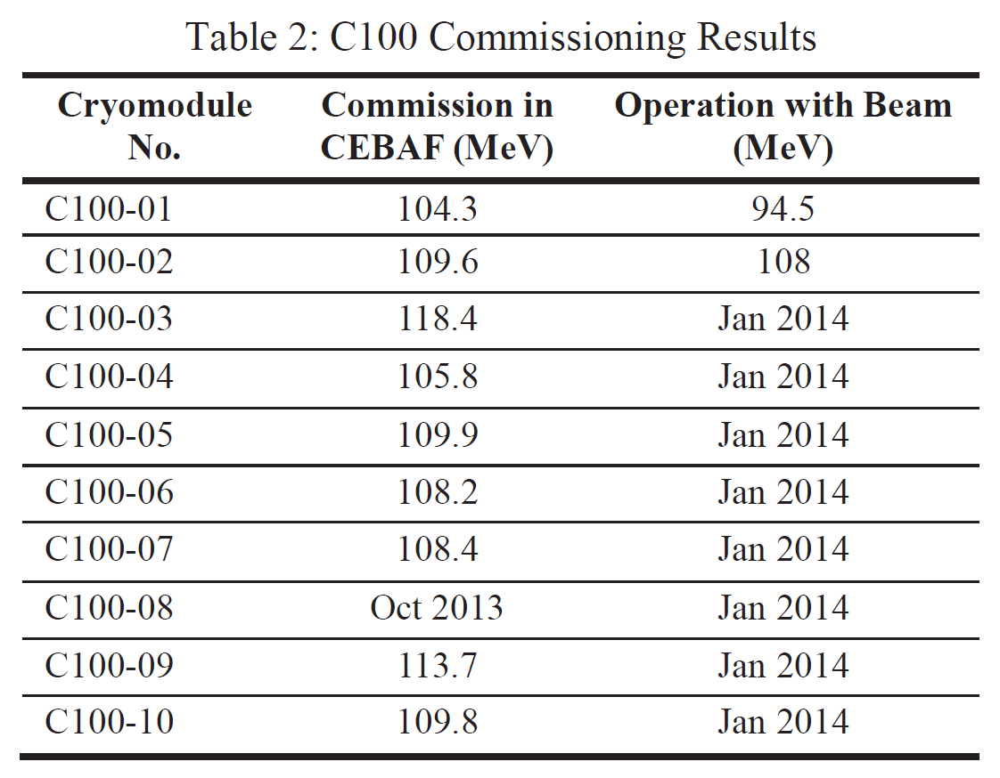 Table 2: C100 Commissioning Results
Cryomodule No. Commission in CEBAF (MeV) Operation with Beam (MeV)
C100-01 104.3 94.5
C100-02 109.6 108
C100-03 118.4 Jan 2014
C100-04 105.8 Jan 2014
C100-05 109.9 Jan 2014
C100-06 108.2 Jan 2014
C100-07 108.4 Jan 2014
C100-08 Oct 2013 Jan 2014
C100-09 113.7 Jan 2014
C100-10 109.8 Jan 2014